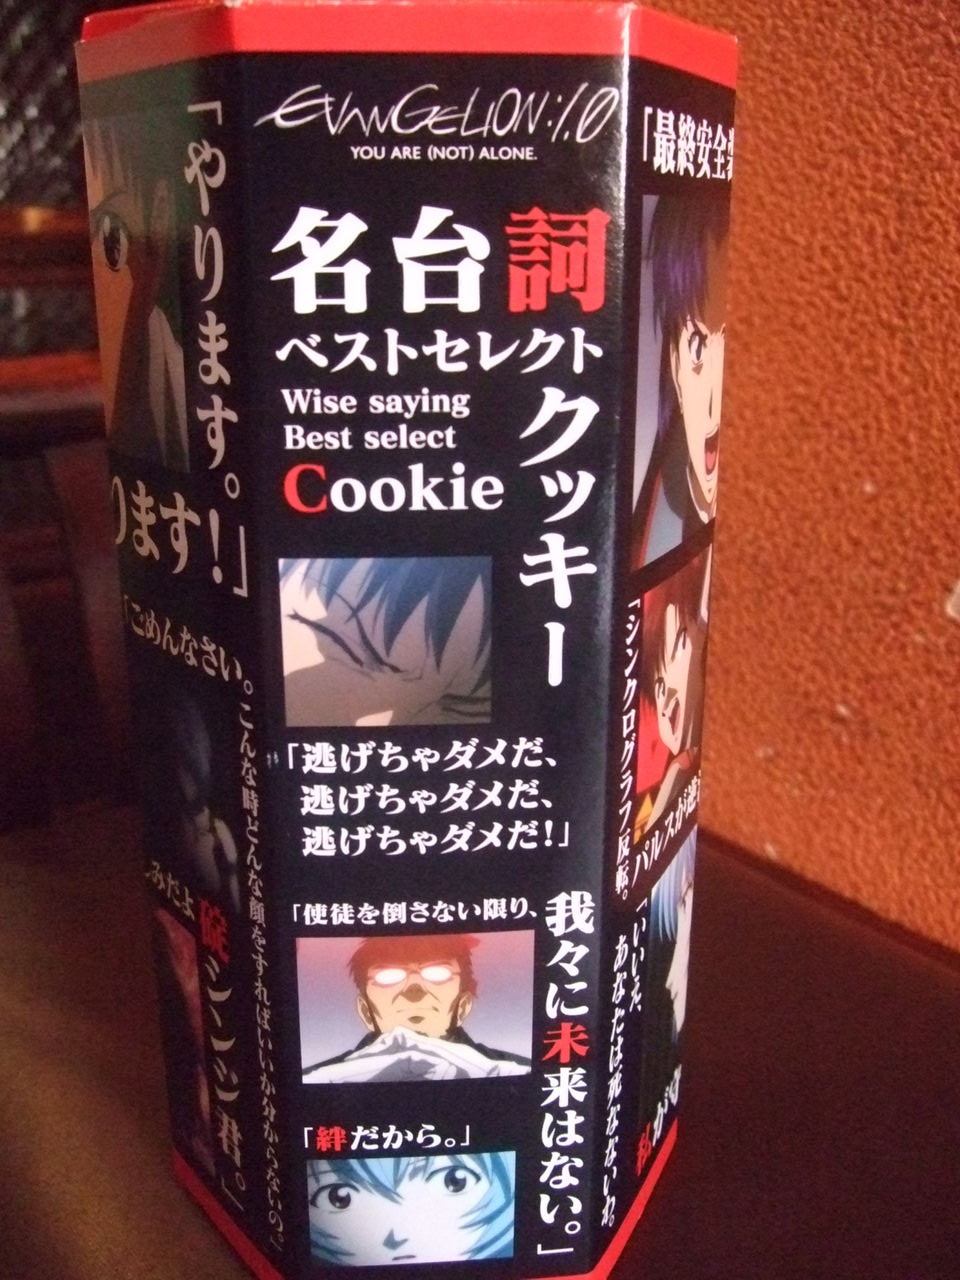 EVANGELION:1.0
YOU ARE (NOT) ALONE.
名台詞
ベストセレクト
クッキー
Wise saying
Best select
Cookie
「逃げちゃダメだ、
逃げちゃダメだ、
逃げちゃダメだ!」
「使徒を倒さない限り、
我々に未来はない。」
「絆だから。」
「やります。
ります!」
「ごめんなさい。
こんな時どんな顔をすればいいか分からないの。」
みだよ
碇シンジ君。」
「最終安全
「シンクログラフ反転。
パルスが逆
「いいえ、
あなたは死なないわ。
私が守